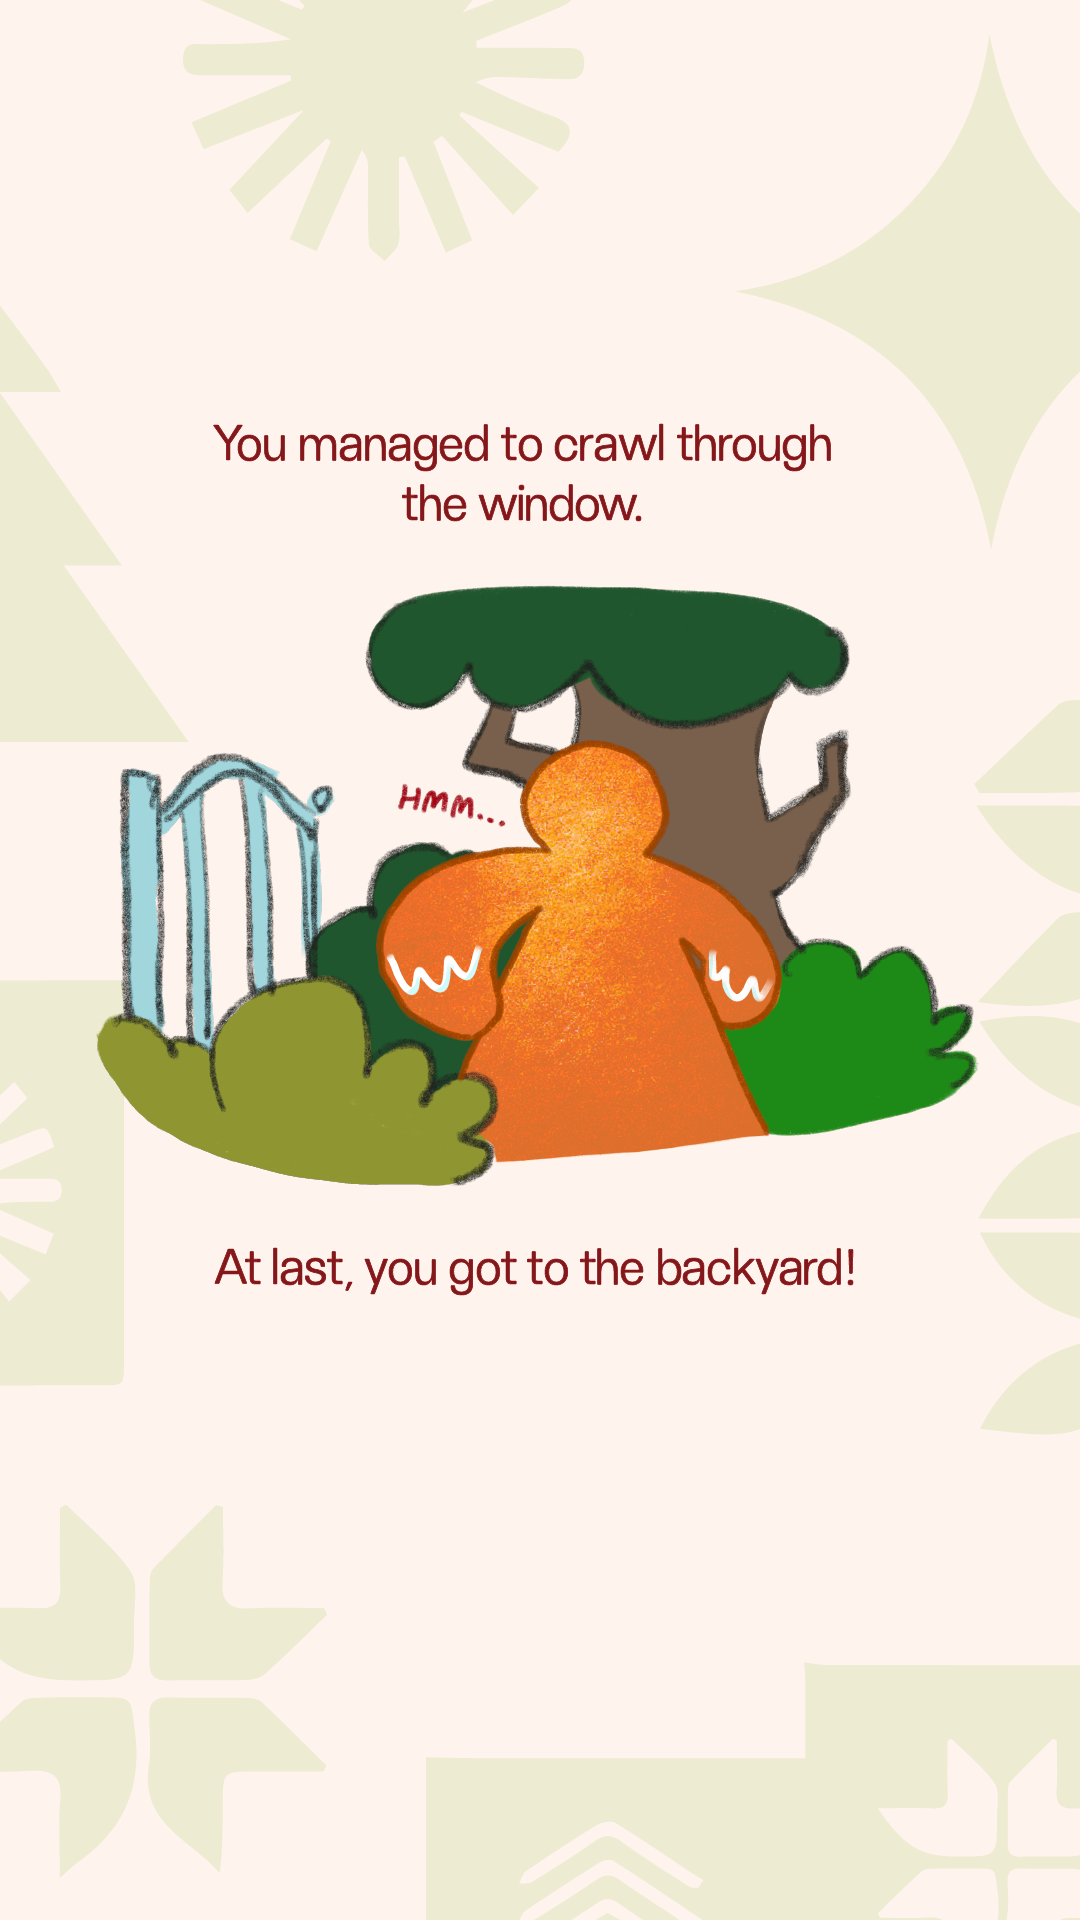 You managed to crawl through
the window.
HMM...
At last, you got to the backyard!